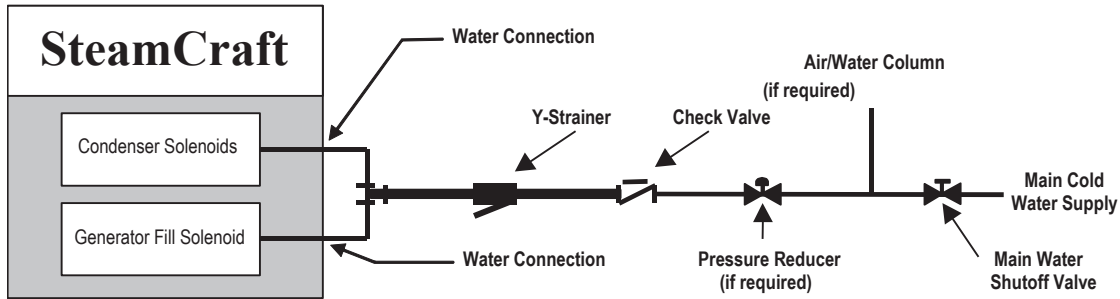 SteamCraft
Condenser Solenoids
Generator Fill Solenoid
Water Connection
Water Connection
Y-Strainer
Check Valve
Air/Water Column
(if required)
Pressure Reducer
(if required)
Main Cold
Water Supply
Main Water
Shutoff Valve